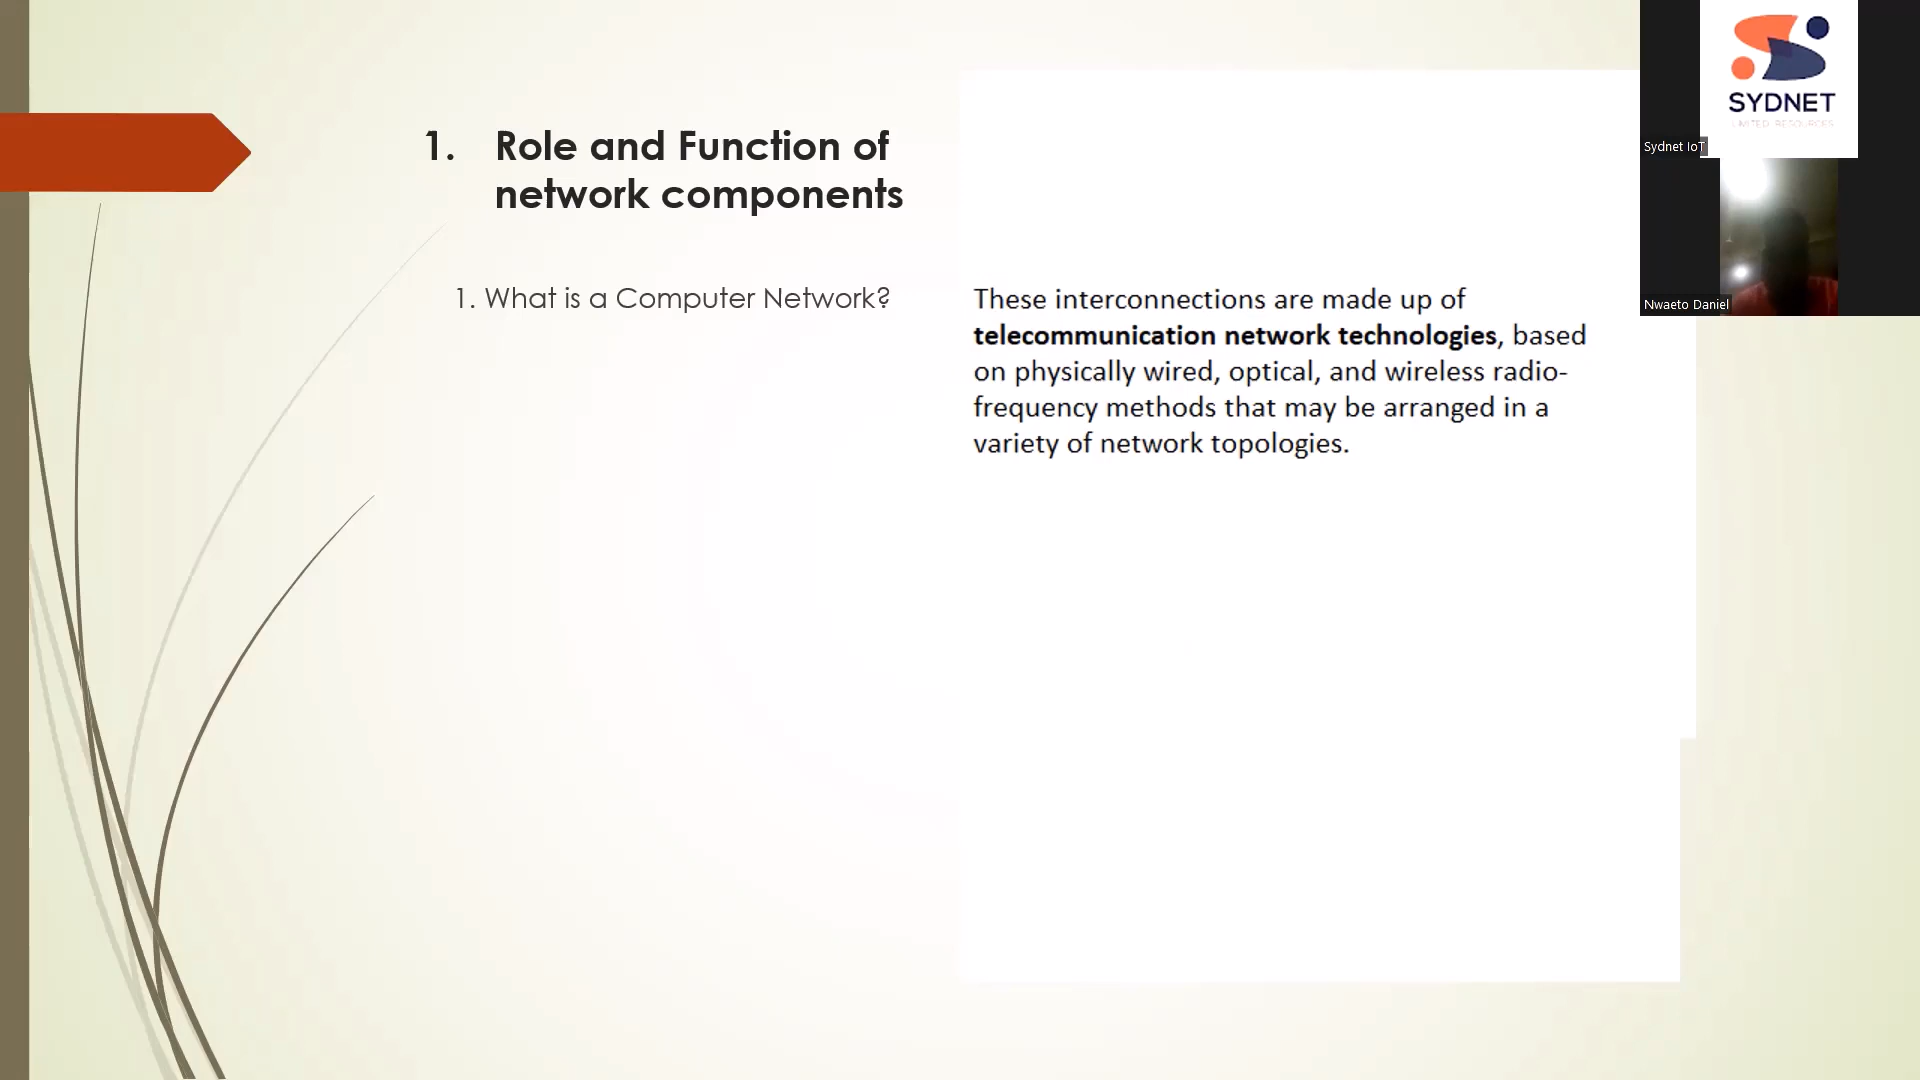 1. Role and Function of
network components
1. What is a Computer Network?
These interconnections are made up of
telecommunication network technologies, based
on physically wired, optical, and wireless radio-
frequency methods that may be arranged in a
variety of network topologies.
SYDNET
LIMITED RESOURCES
Sydnet IoT
Nwaeto Daniel